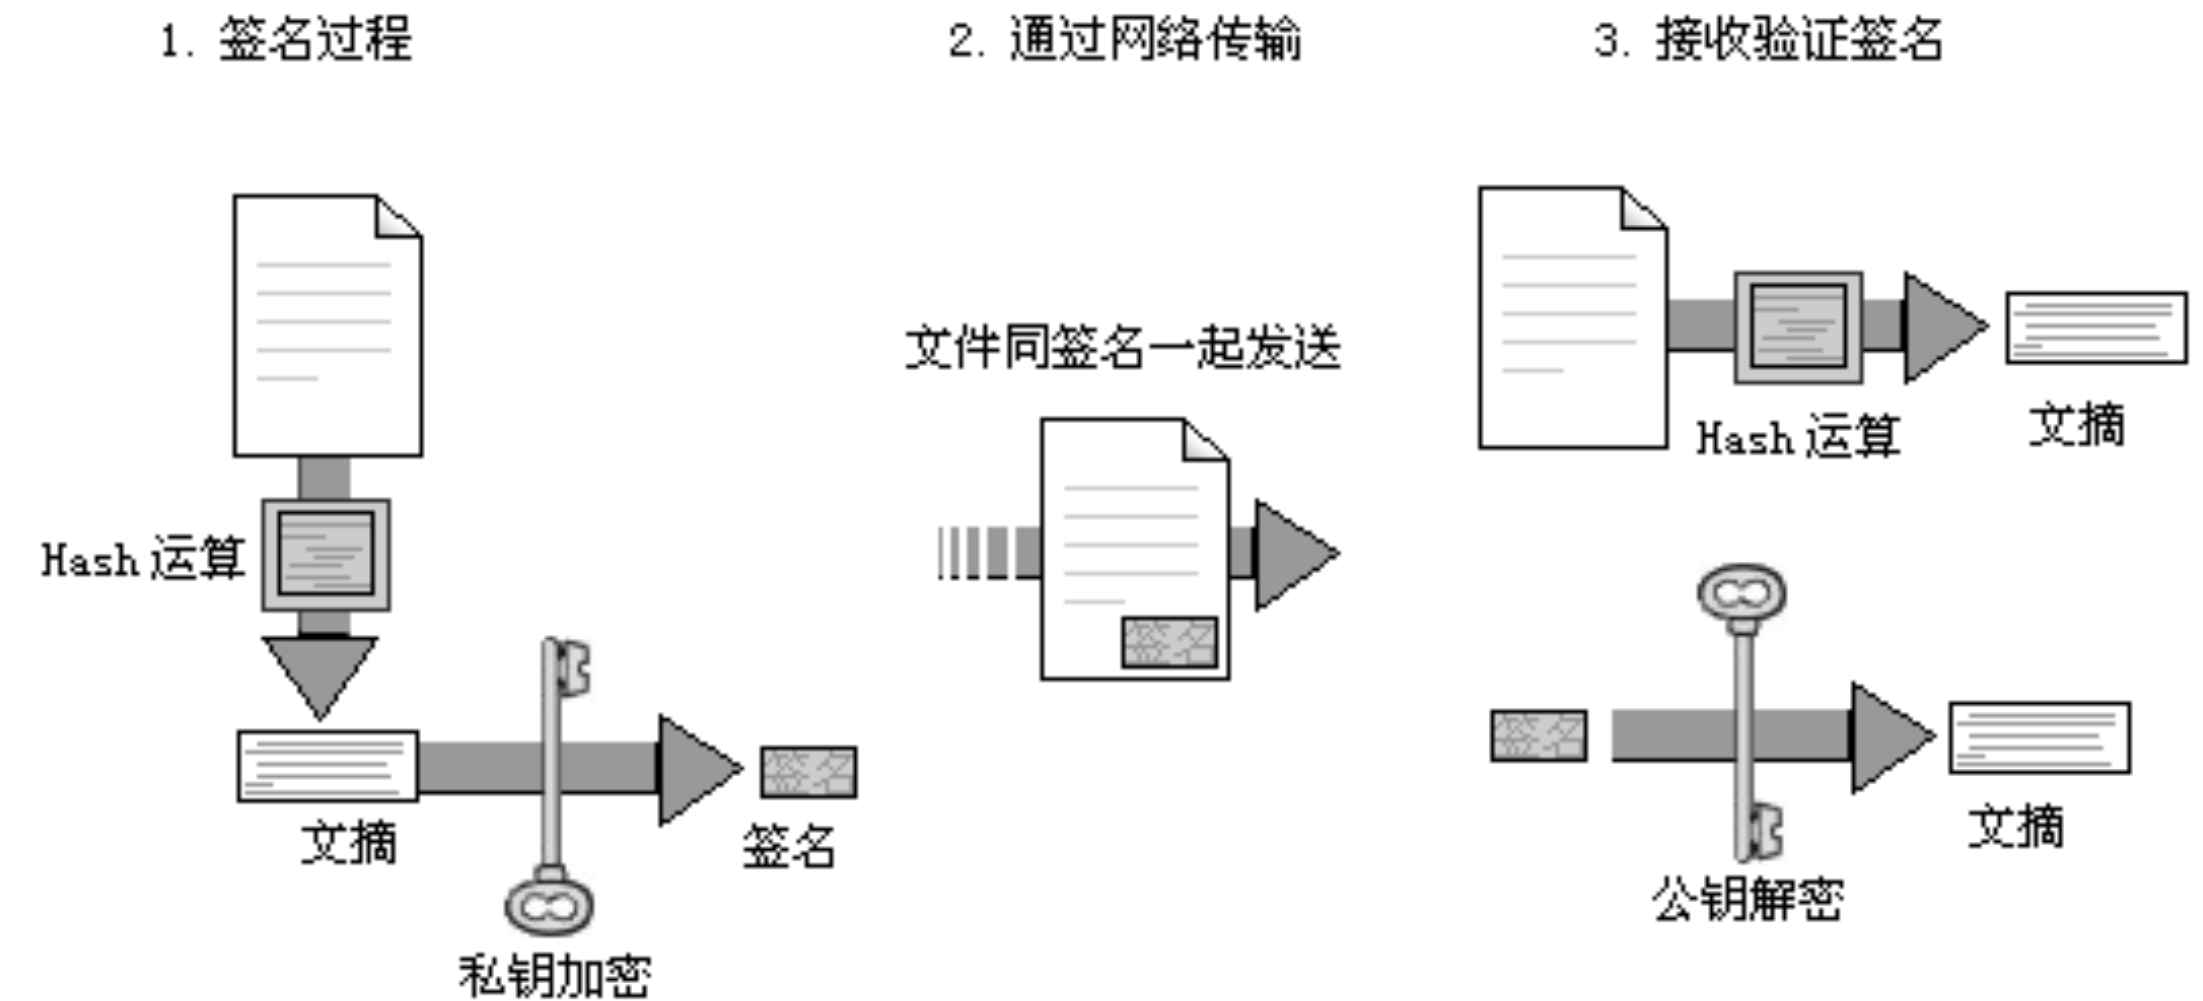 1. 签名过程
Hash 运算
文摘
私钥加密
签名
2. 通过网络传输
文件同签名一起发送
签名
3. 接收验证签名
Hash 运算
文摘
签名
公钥解密
文摘